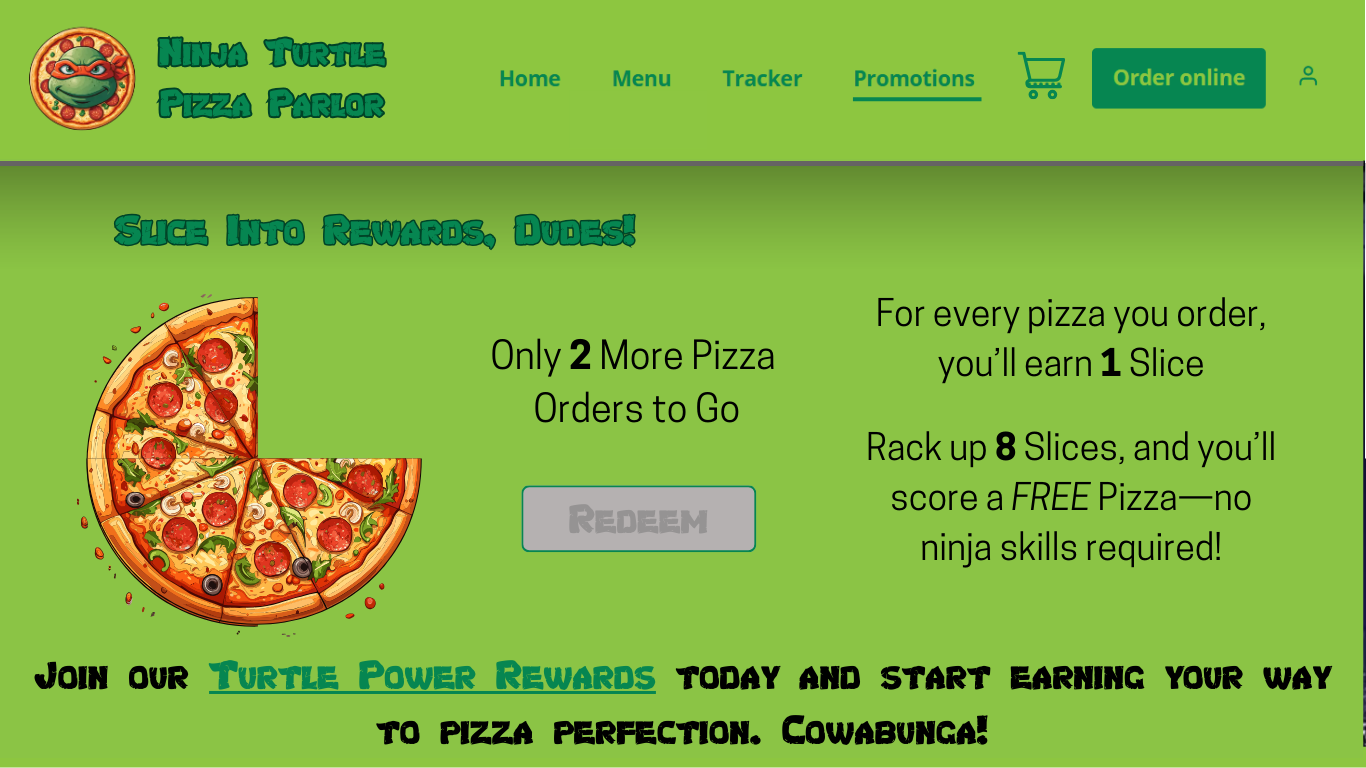 Ninja Turtle
Pizza Parlor
Home
Menu
Tracker
Promotions
Order online
Slice Into Rewards, Dudes!
Only 2 More Pizza
Orders to Go
Redeem
For every pizza you order,
you’ll earn 1 Slice
Rack up 8 Slices, and you’ll
score a FREE Pizza—no
ninja skills required!
Join our Turtle Power Rewards today and start earning your way
to pizza perfection. Cowabunga!